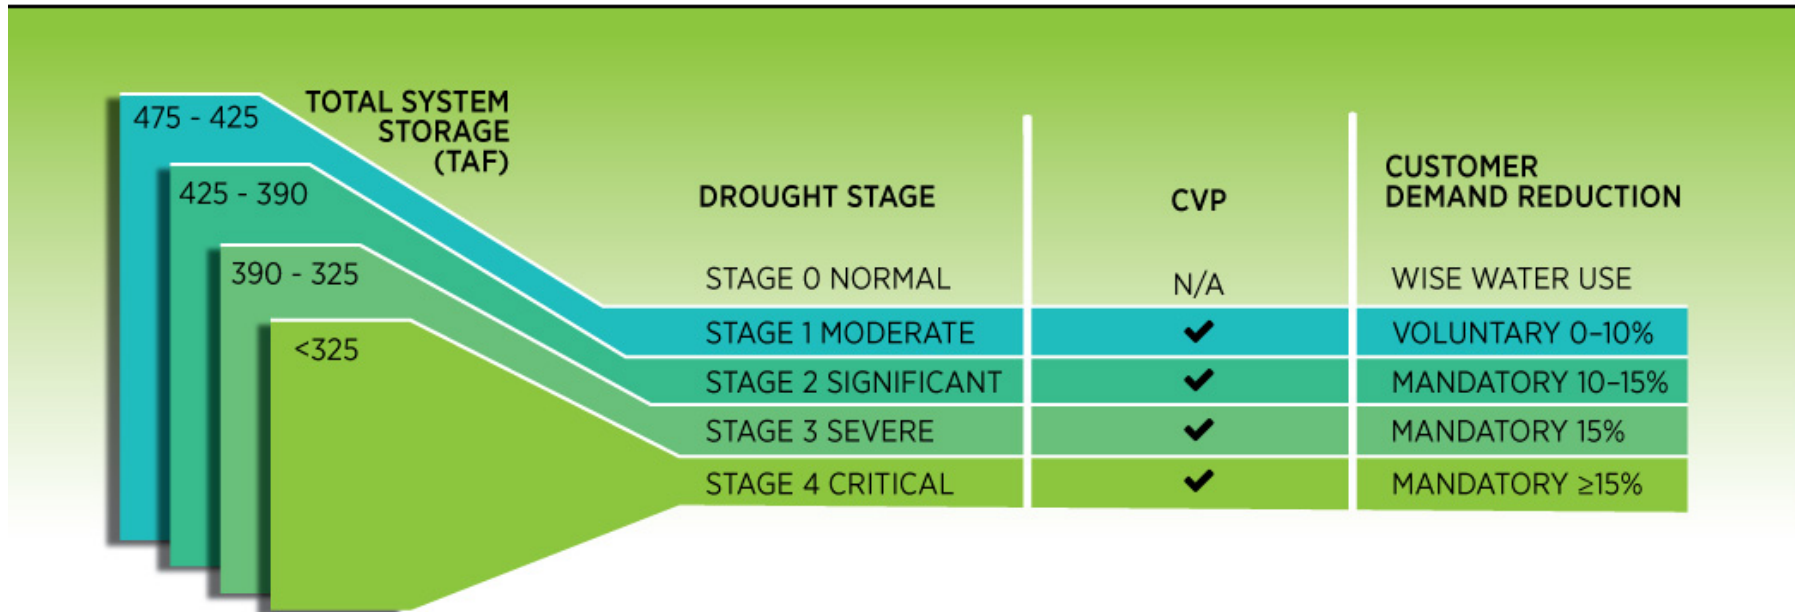 TOTAL SYSTEM
STORAGE
(TAF)
475 - 425
425 - 390
390 - 325
<325
DROUGHT STAGE
CVP
CUSTOMER
DEMAND REDUCTION
STAGE 0 NORMAL
N/A
WISE WATER USE
STAGE 1 MODERATE
✔
VOLUNTARY 0–10%
STAGE 2 SIGNIFICANT
✔
MANDATORY 10–15%
STAGE 3 SEVERE
✔
MANDATORY 15%
STAGE 4 CRITICAL
✔
MANDATORY ≥15%